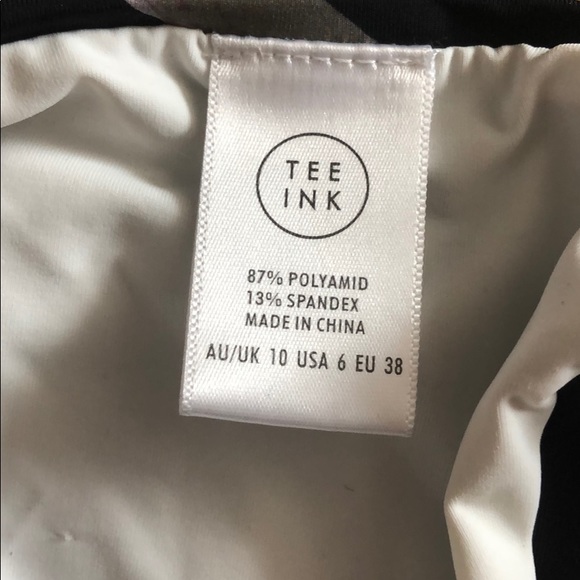 TEE
INK
87% POLYAMID
13% SPANDEX
MADE IN CHINA
AU/UK 10 USA 6 EU 38